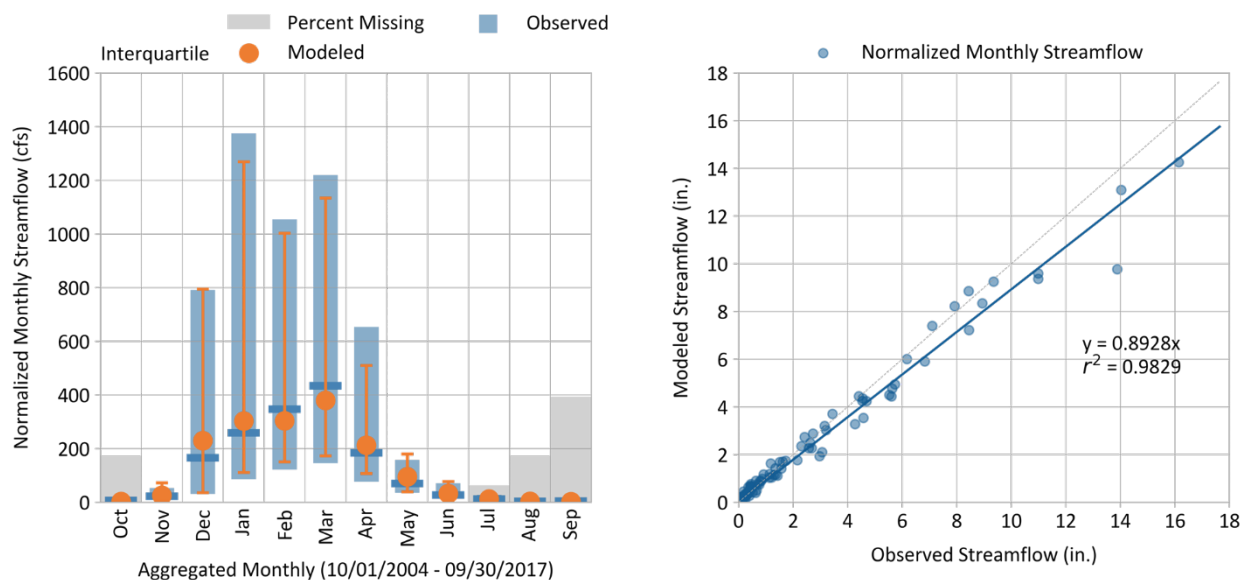 Percent Missing Observed
Interquartile Modeled
Normalized Monthly Streamflow (cfs)
1600
1400
1200
1000
800
600
400
200
0
Oct Nov Dec Jan Feb Mar Apr May Jun Jul Aug Sep
Aggregated Monthly (10/01/2004 - 09/30/2017)
Normalized Monthly Streamflow
Modeled Streamflow (in.)
18
16
14
12
10
8
6
4
2
0
y = 0.8928x
r² = 0.9829
0 2 4 6 8 10 12 14 16 18
Observed Streamflow (in.)